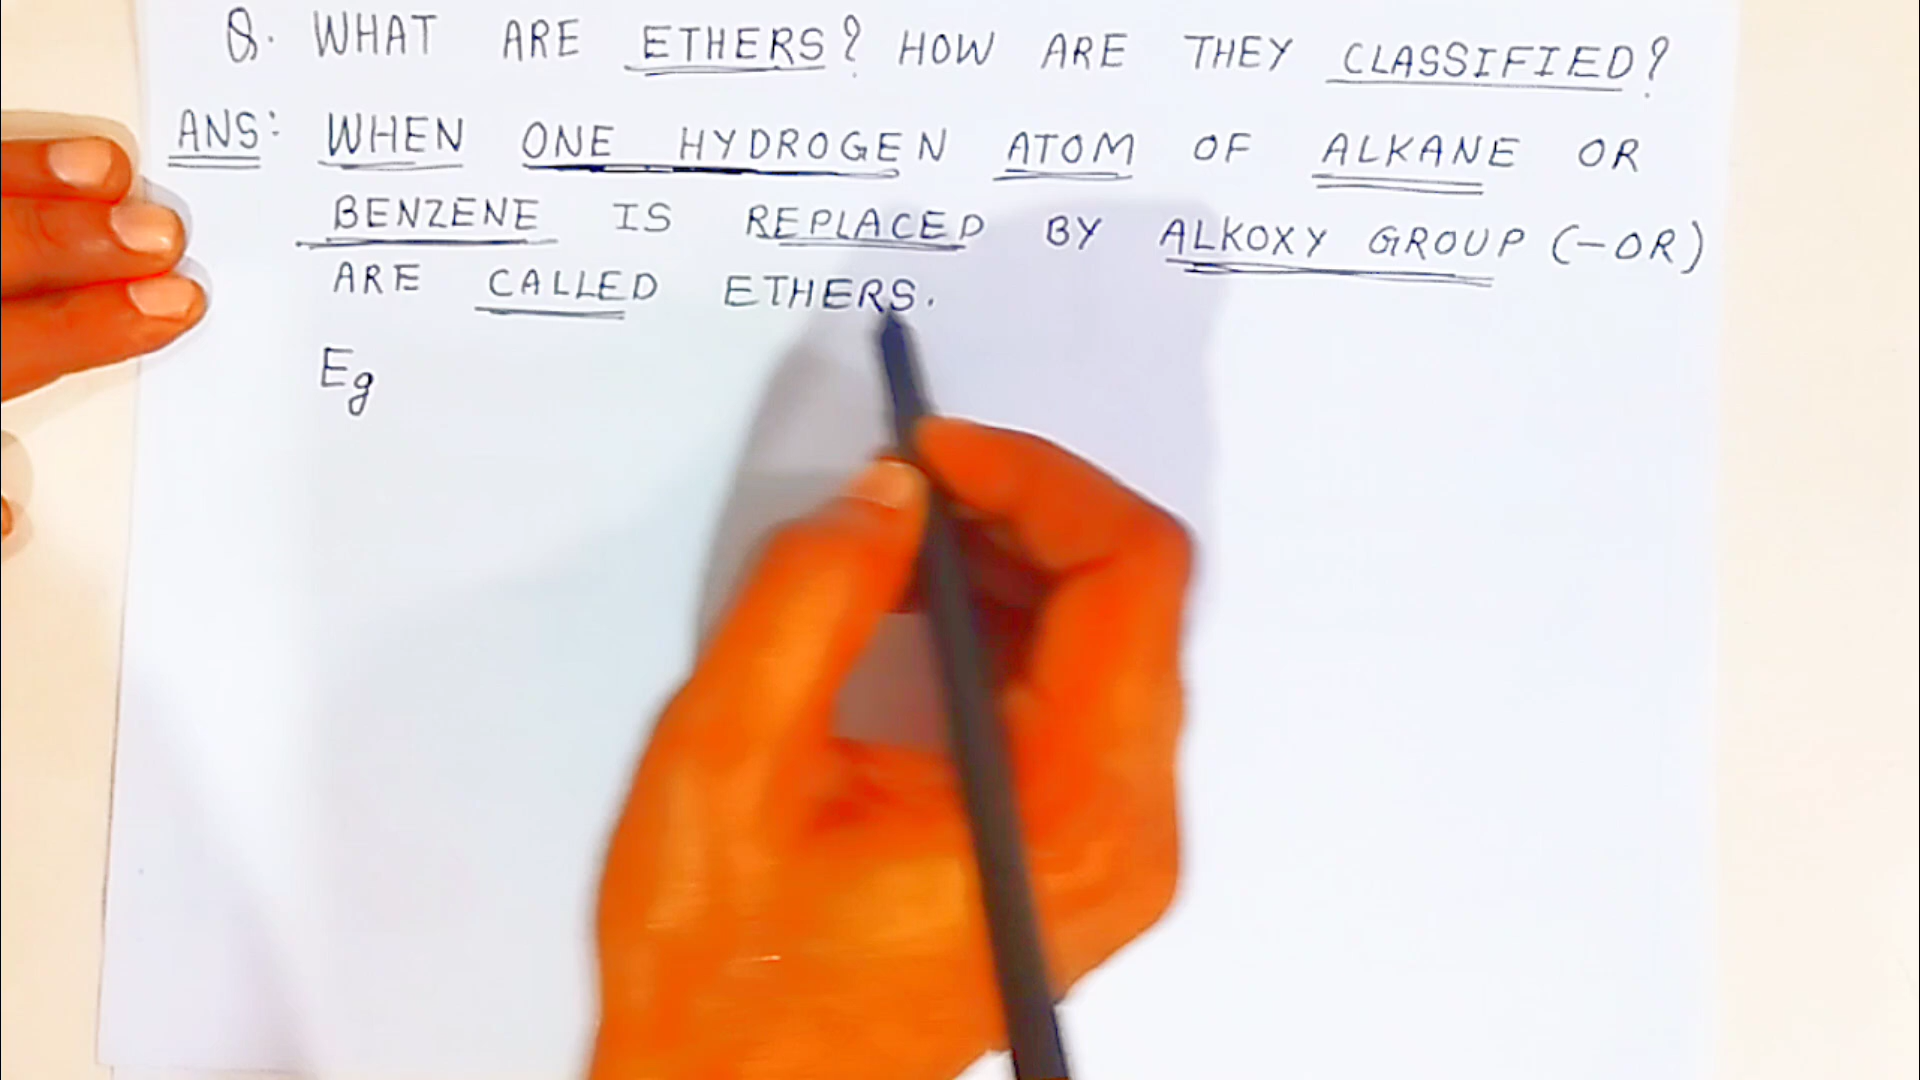 Q. WHAT ARE ETHERS? HOW ARE THEY CLASSIFIED?
ANS: WHEN ONE HYDROGEN ATOM OF ALKANE OR
BENZENE IS REPLACED BY ALKOXY GROUP (-OR)
ARE CALLED ETHERS.
Eg